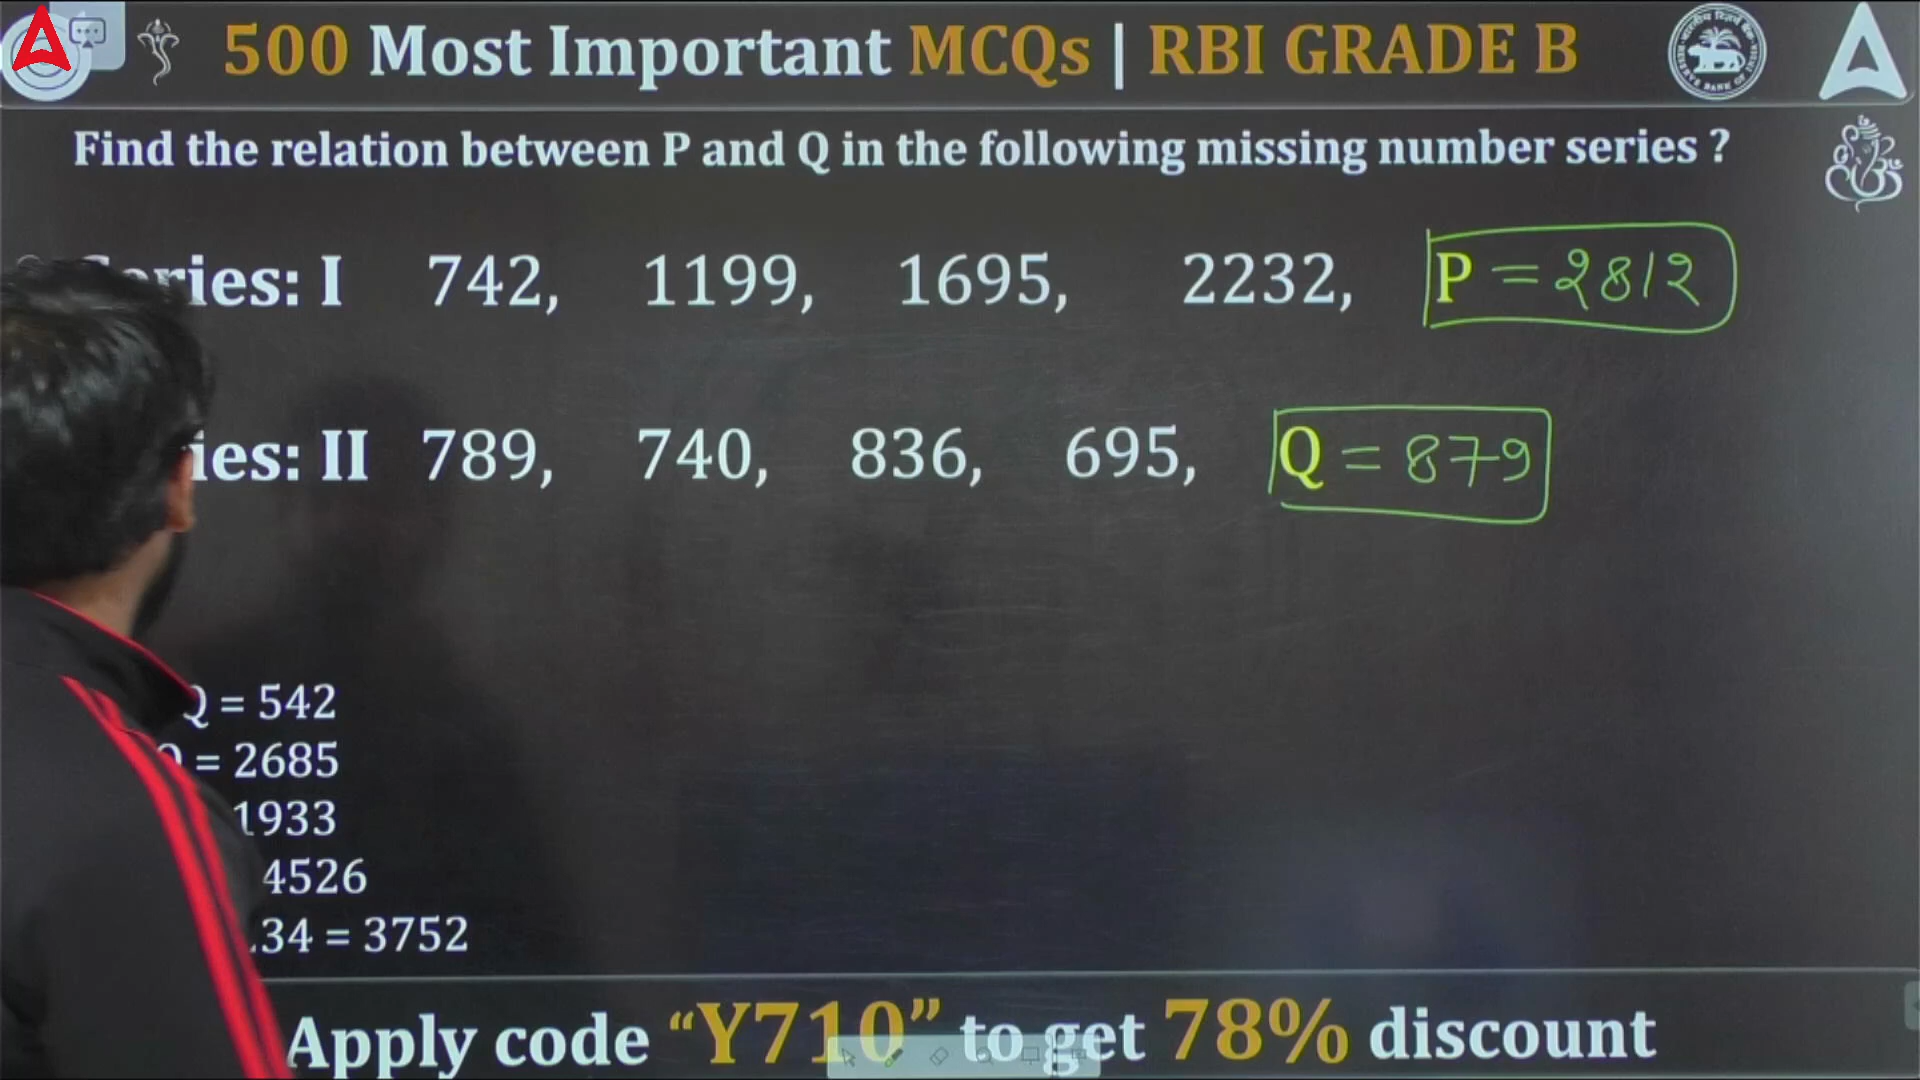 500 Most Important MCQs | RBI GRADE B
Find the relation between P and Q in the following missing number series ?
Series: I 742, 1199, 1695, 2232, P = 2812
ies: II 789, 740, 836, 695, Q = 879
Q = 542
= 2685
1933
4526
34 = 3752
Apply code “Y710” to get 78% discount